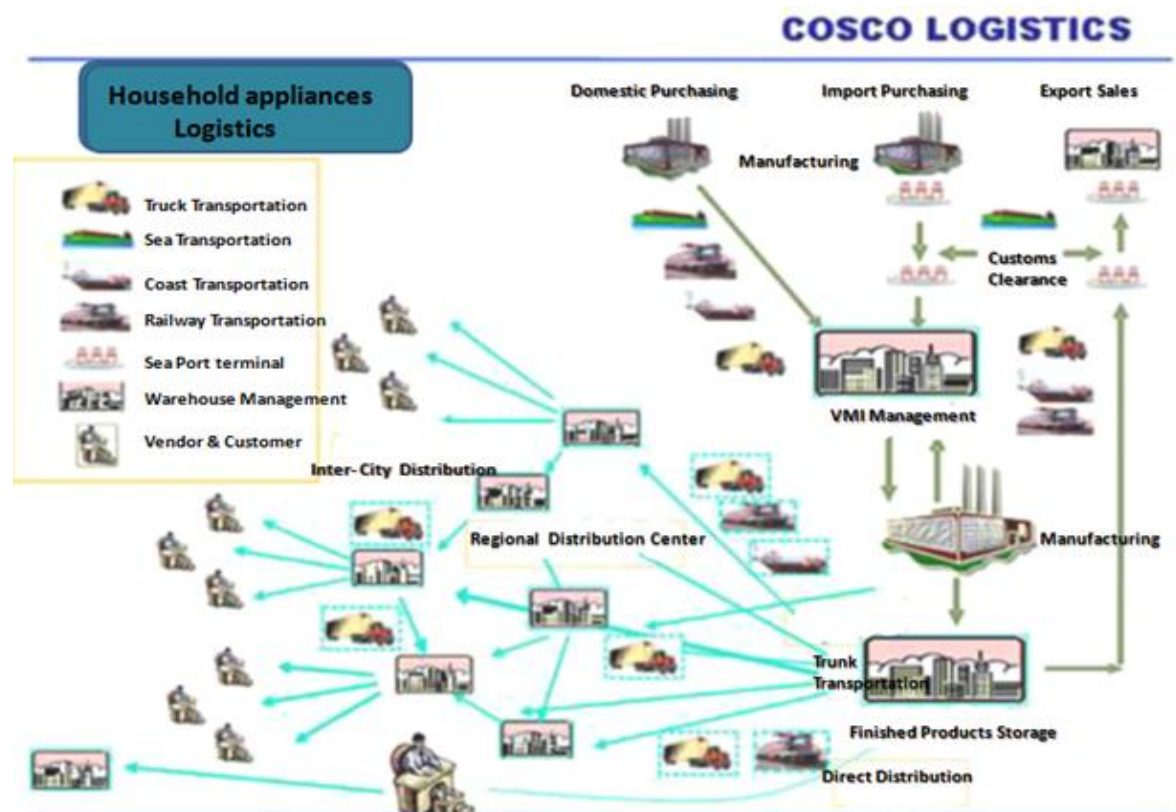 COSCO LOGISTICS
Household appliances
Logistics
Domestic Purchasing
Import Purchasing
Export Sales
Manufacturing
Truck Transportation
Sea Transportation
Coast Transportation
Railway Transportation
Sea Port terminal
Warehouse Management
Vendor & Customer
Customs
Clearance
VMI Management
Inter-City Distribution
Regional Distribution Center
Manufacturing
Trunk
Transportation
Finished Products Storage
Direct Distribution